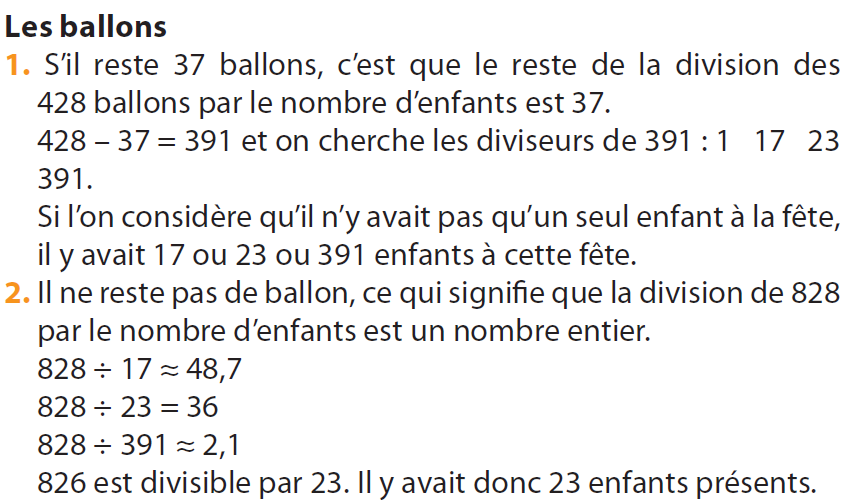 Les ballons
1. S’il reste 37 ballons, c’est que le reste de la division des
428 ballons par le nombre d’enfants est 37.
428 – 37 = 391 et on cherche les diviseurs de 391 : 1 17 23
391.
Si l’on considère qu’il n’y avait pas qu’un seul enfant à la fête,
il y avait 17 ou 23 ou 391 enfants à cette fête.
2. Il ne reste pas de ballon, ce qui signifie que la division de 828
par le nombre d’enfants est un nombre entier.
828 ÷ 17 ≈ 48,7
828 ÷ 23 = 36
828 ÷ 391 ≈ 2,1
826 est divisible par 23. Il y avait donc 23 enfants présents.